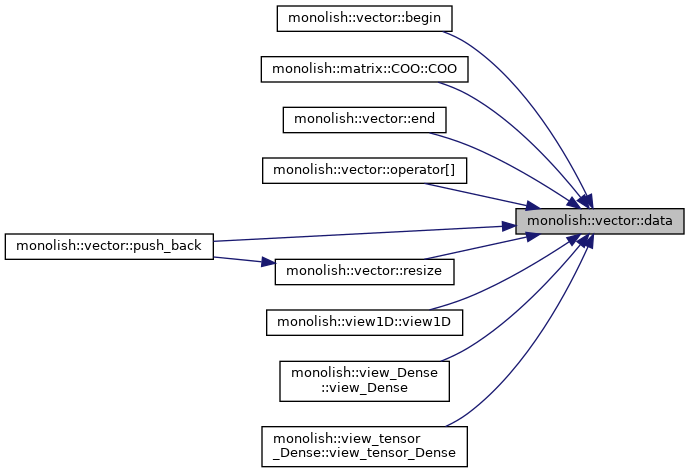 monolish::vector::begin
monolish::matrix::COO::COO
monolish::vector::end
monolish::vector::operator[]
monolish::vector::data
monolish::vector::push_back
monolish::vector::resize
monolish::view1D::view1D
monolish::view_Dense
::view_Dense
monolish::view_tensor
_Dense::view_tensor_Dense